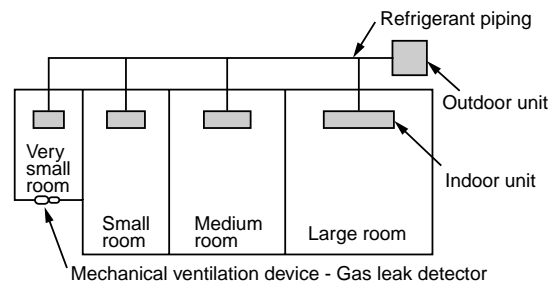 Refrigerant piping
Outdoor unit
Indoor unit
Very
small
room
Small
room
Medium
room
Large room
Mechanical ventilation device - Gas leak detector